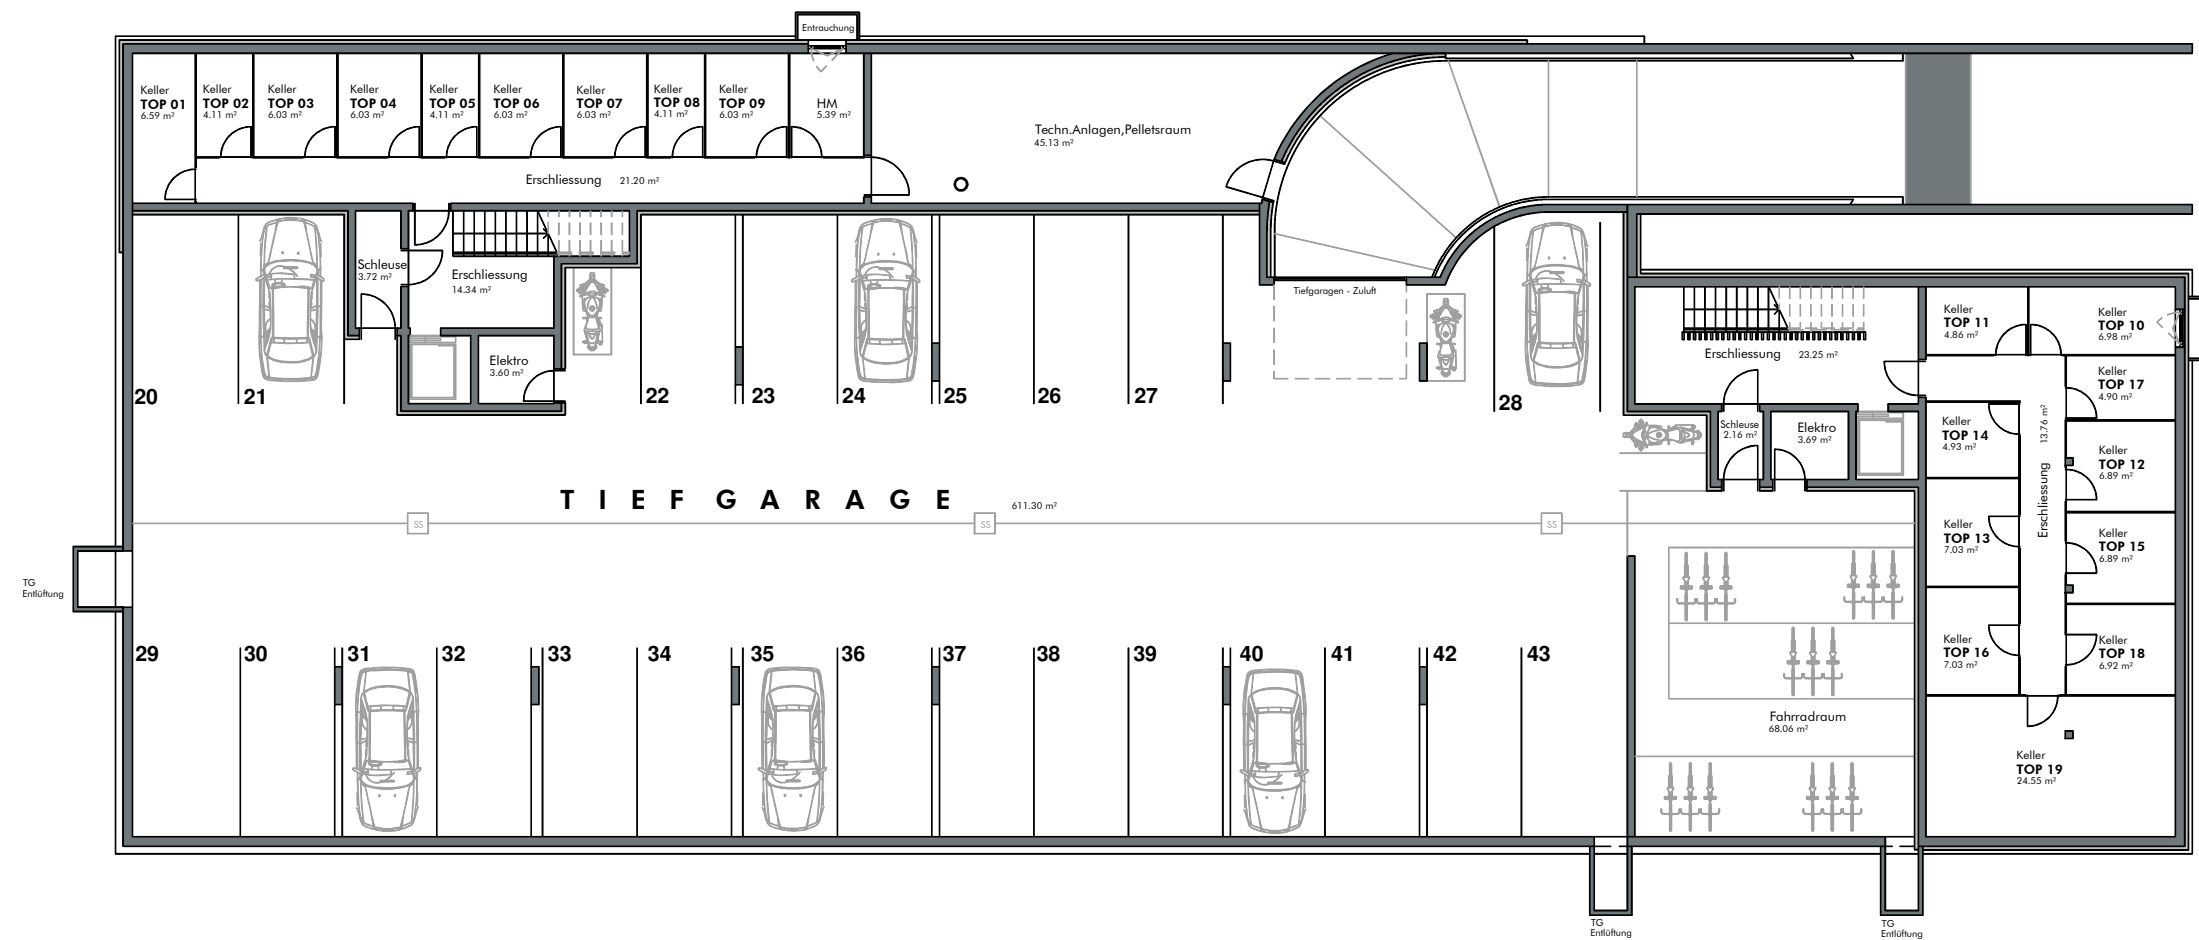 Entrauchung
Keller
TOP 01
6.59 m²
Keller
TOP 02
4.11 m²
Keller
TOP 03
6.03 m²
Keller
TOP 04
6.03 m²
Keller
TOP 05
4.11 m²
Keller
TOP 06
6.03 m²
Keller
TOP 07
6.03 m²
Keller
TOP 08
4.11 m²
Keller
TOP 09
6.03 m²
HM
5.39 m²
Techn.Anlagen,Pelletsraum
45.13 m²
Erschliessung 21.20 m²
Schleuse
3.72 m²
Erschliessung
14.34 m²
Elektro
3.60 m²
Tiefgaragen - Zuluft
20
21
22
23
24
25
26
27
28
Erschliessung 23.25 m²
Schleuse
2.16 m²
Elektro
3.69 m²
Keller
TOP 11
4.86 m²
Keller
TOP 10
6.98 m²
Keller
TOP 17
4.90 m²
Keller
TOP 14
4.93 m²
Keller
TOP 12
6.89 m²
Keller
TOP 13
7.03 m²
Keller
TOP 15
6.89 m²
Keller
TOP 16
7.03 m²
Keller
TOP 18
6.92 m²
Erschliessung 13.76 m²
Keller
TOP 19
24.55 m²
TIEFGARAGE 611.30 m²
SS
SS
SS
TG
Entlüftung
29
30
31
32
33
34
35
36
37
38
39
40
41
42
43
Fahrradraum
68.06 m²
TG
Entlüftung
TG
Entlüftung